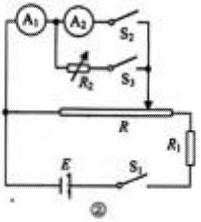 A₁ A₂ S₂
R₂ S₃
R
R₁
E S₁
②